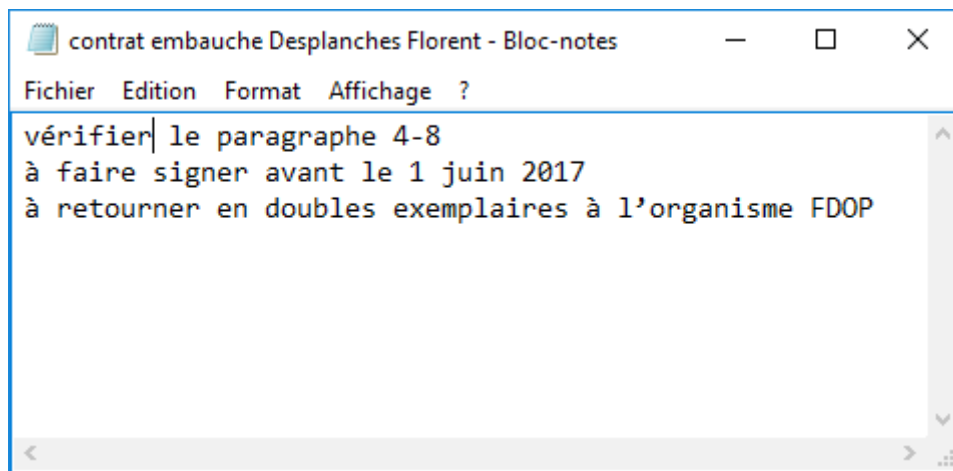 contrat embauche Desplanches Florent - Bloc-notes
Fichier Edition Format Affichage ?
vérifier le paragraphe 4-8
à faire signer avant le 1 juin 2017
à retourner en doubles exemplaires à l’organisme FDOP